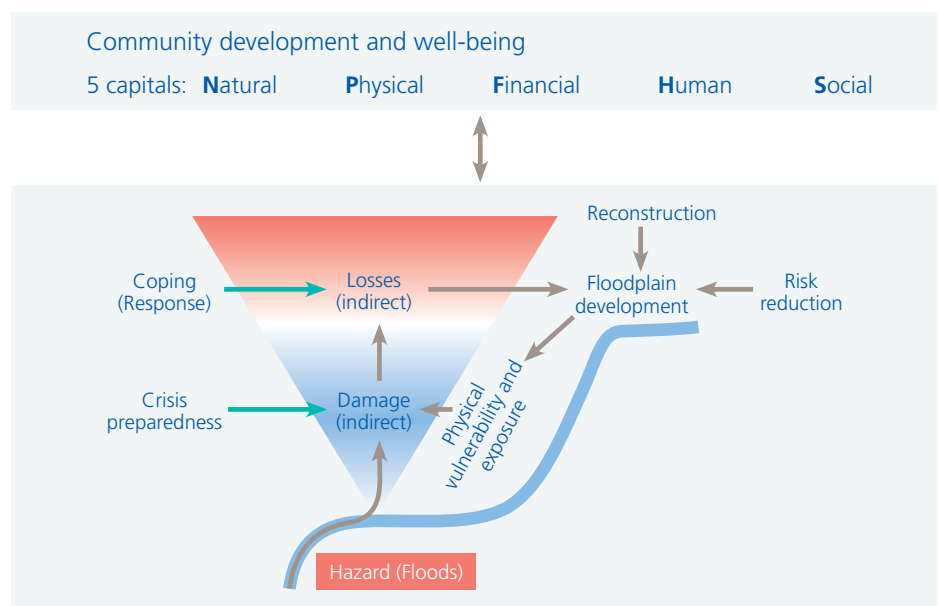 Community development and well-being
5 capitals: Natural Physical Financial Human Social
Reconstruction
Coping
(Response)
Losses
(indirect)
Floodplain
development
Risk
reduction
Crisis
preparedness
Damage
(indirect)
Physical
vulnerability and
exposure
Hazard (Floods)